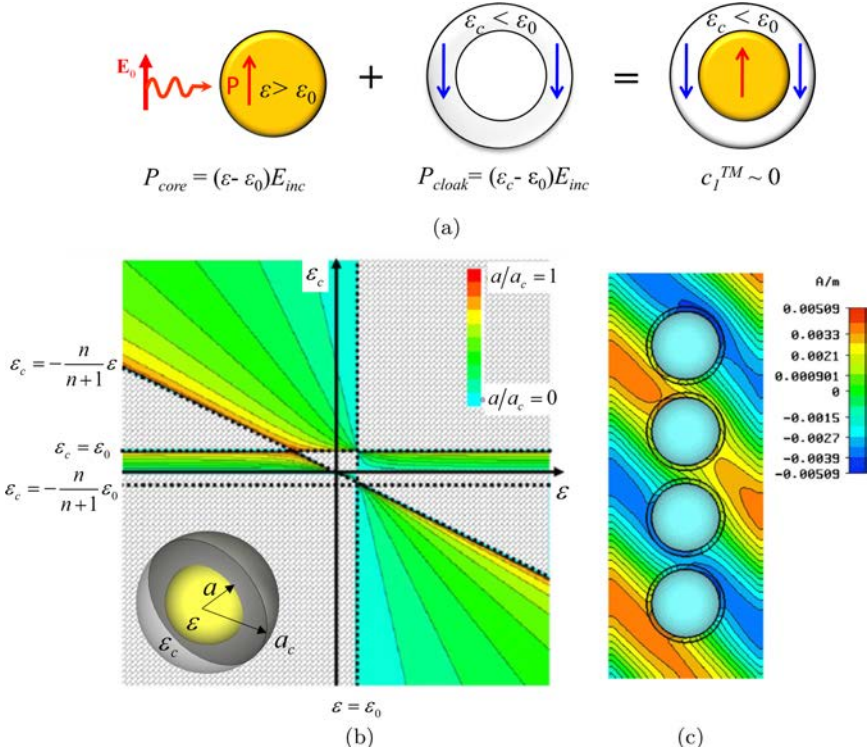 E₀ P ε > ε₀ + εc < ε₀ = εc < ε₀
Pcore = (ε- ε₀)Einc Pcloak= (εc - ε₀)Einc c₁ᵀᴹ ~ 0
(a)
εc
a/ac = 1
a/ac = 0
εc = −n/(n+1) ε
εc = ε₀
εc = −n/(n+1) ε₀
ε
a
ε
ac
εc
ε = ε₀
(b)
A/m
0.00509
0.0033
0.0021
0.000901
0
-0.0015
-0.0027
-0.0039
-0.00509
(c)